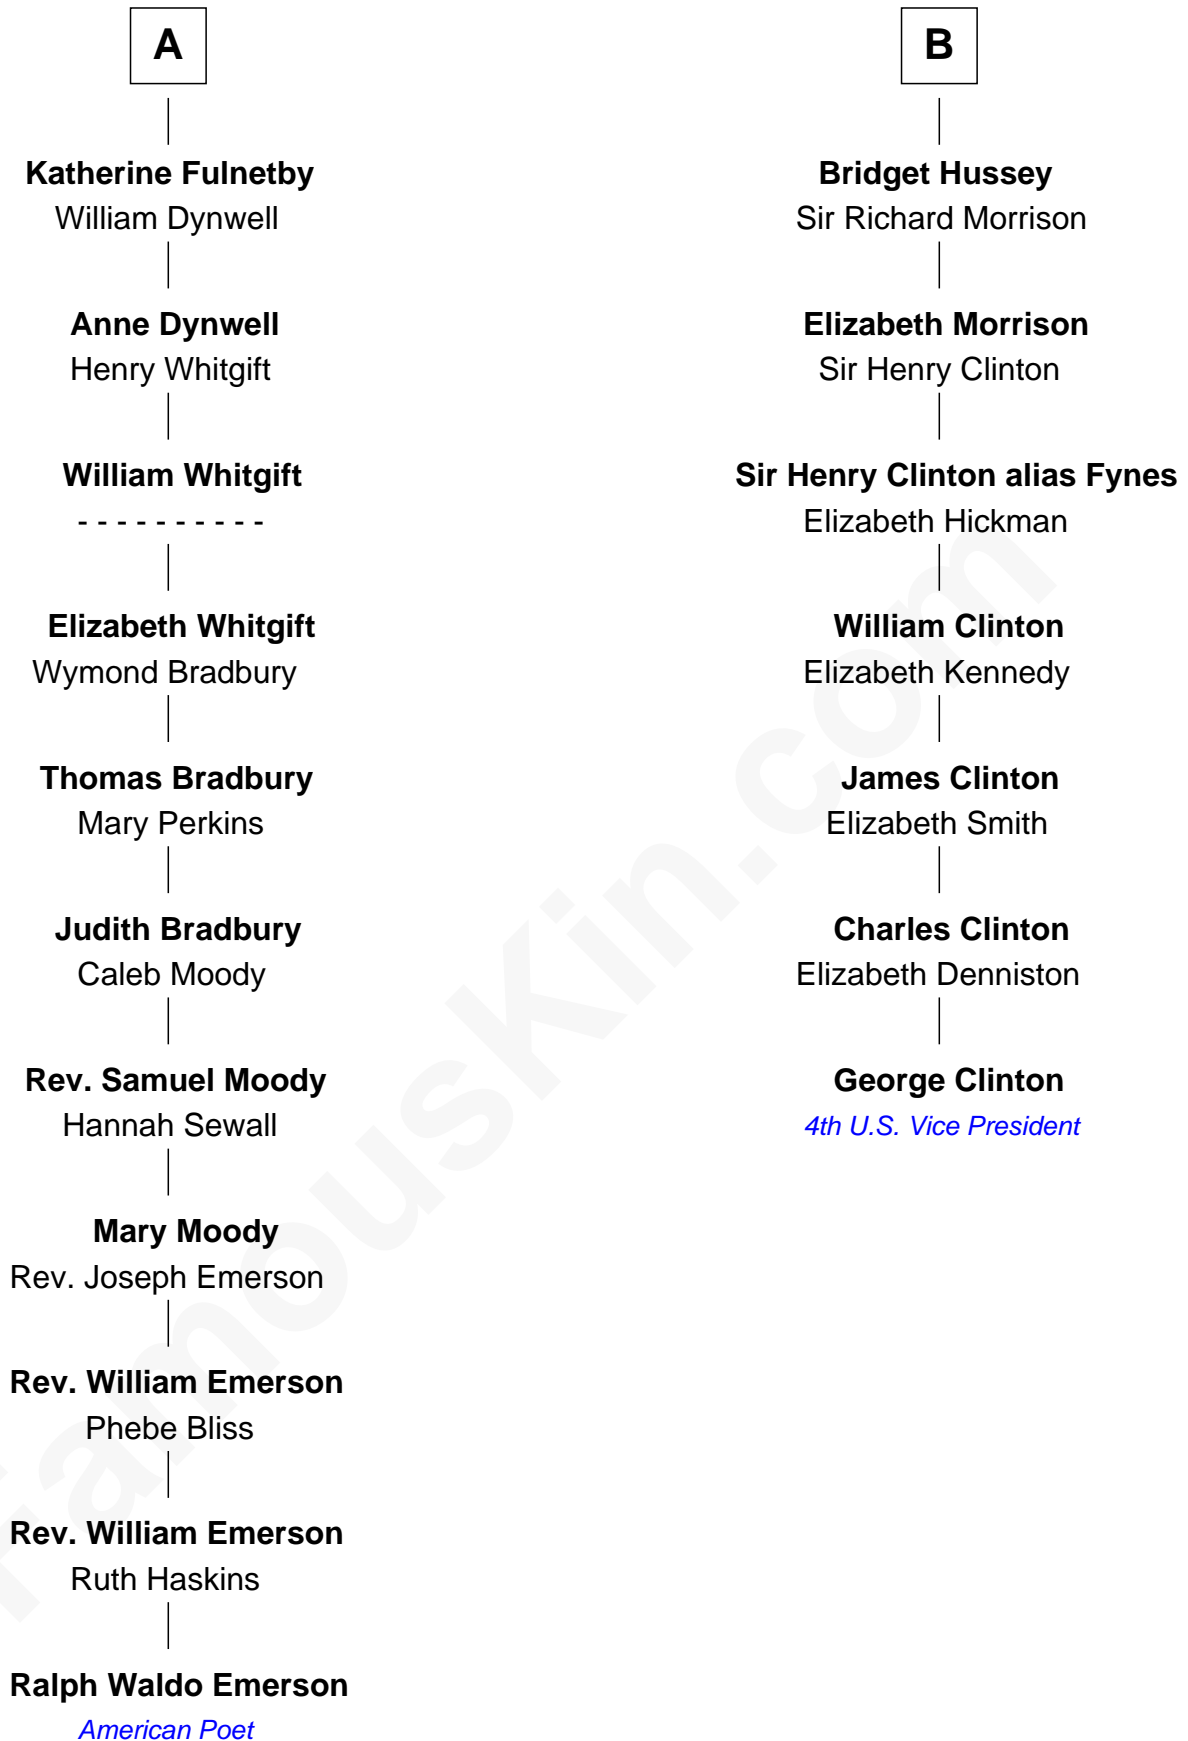 A
Katherine Fulnetby
William Dynwell
Anne Dynwell
Henry Whitgift
William Whitgift
- - - - - - - - - -
Elizabeth Whitgift
Wymond Bradbury
Thomas Bradbury
Mary Perkins
Judith Bradbury
Caleb Moody
Rev. Samuel Moody
Hannah Sewall
Mary Moody
Rev. Joseph Emerson
Rev. William Emerson
Phebe Bliss
Rev. William Emerson
Ruth Haskins
Ralph Waldo Emerson
American Poet
B
Bridget Hussey
Sir Richard Morrison
Elizabeth Morrison
Sir Henry Clinton
Sir Henry Clinton alias Fynes
Elizabeth Hickman
William Clinton
Elizabeth Kennedy
James Clinton
Elizabeth Smith
Charles Clinton
Elizabeth Denniston
George Clinton
4th U.S. Vice President
FamousKin.com